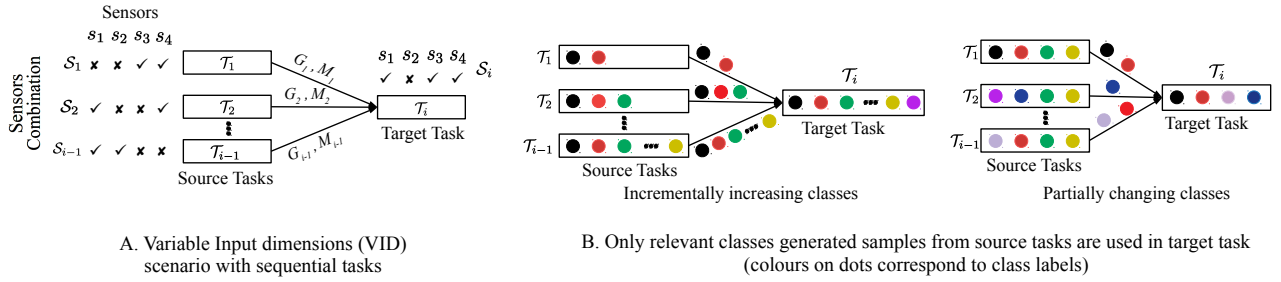 Sensors
s1 s2 s3 s4
Sensors Combination
S1 ✘ ✘ ✓ ✓
T1
G1, M1
S2 ✓ ✘ ✘ ✓
T2
G2, M2
Si-1 ✓ ✓ ✘ ✘
Ti-1
Gi-1, Mi-1
Source Tasks
s1 s2 s3 s4
✓ ✘ ✓ ✓ Si
Ti
Target Task
A. Variable Input dimensions (VID)
scenario with sequential tasks
T1
T2
Ti-1
Source Tasks
Ti
Target Task
Incrementally increasing classes
T1
T2
Ti-1
Source Tasks
Ti
Target Task
Partially changing classes
B. Only relevant classes generated samples from source tasks are used in target task
(colours on dots correspond to class labels)